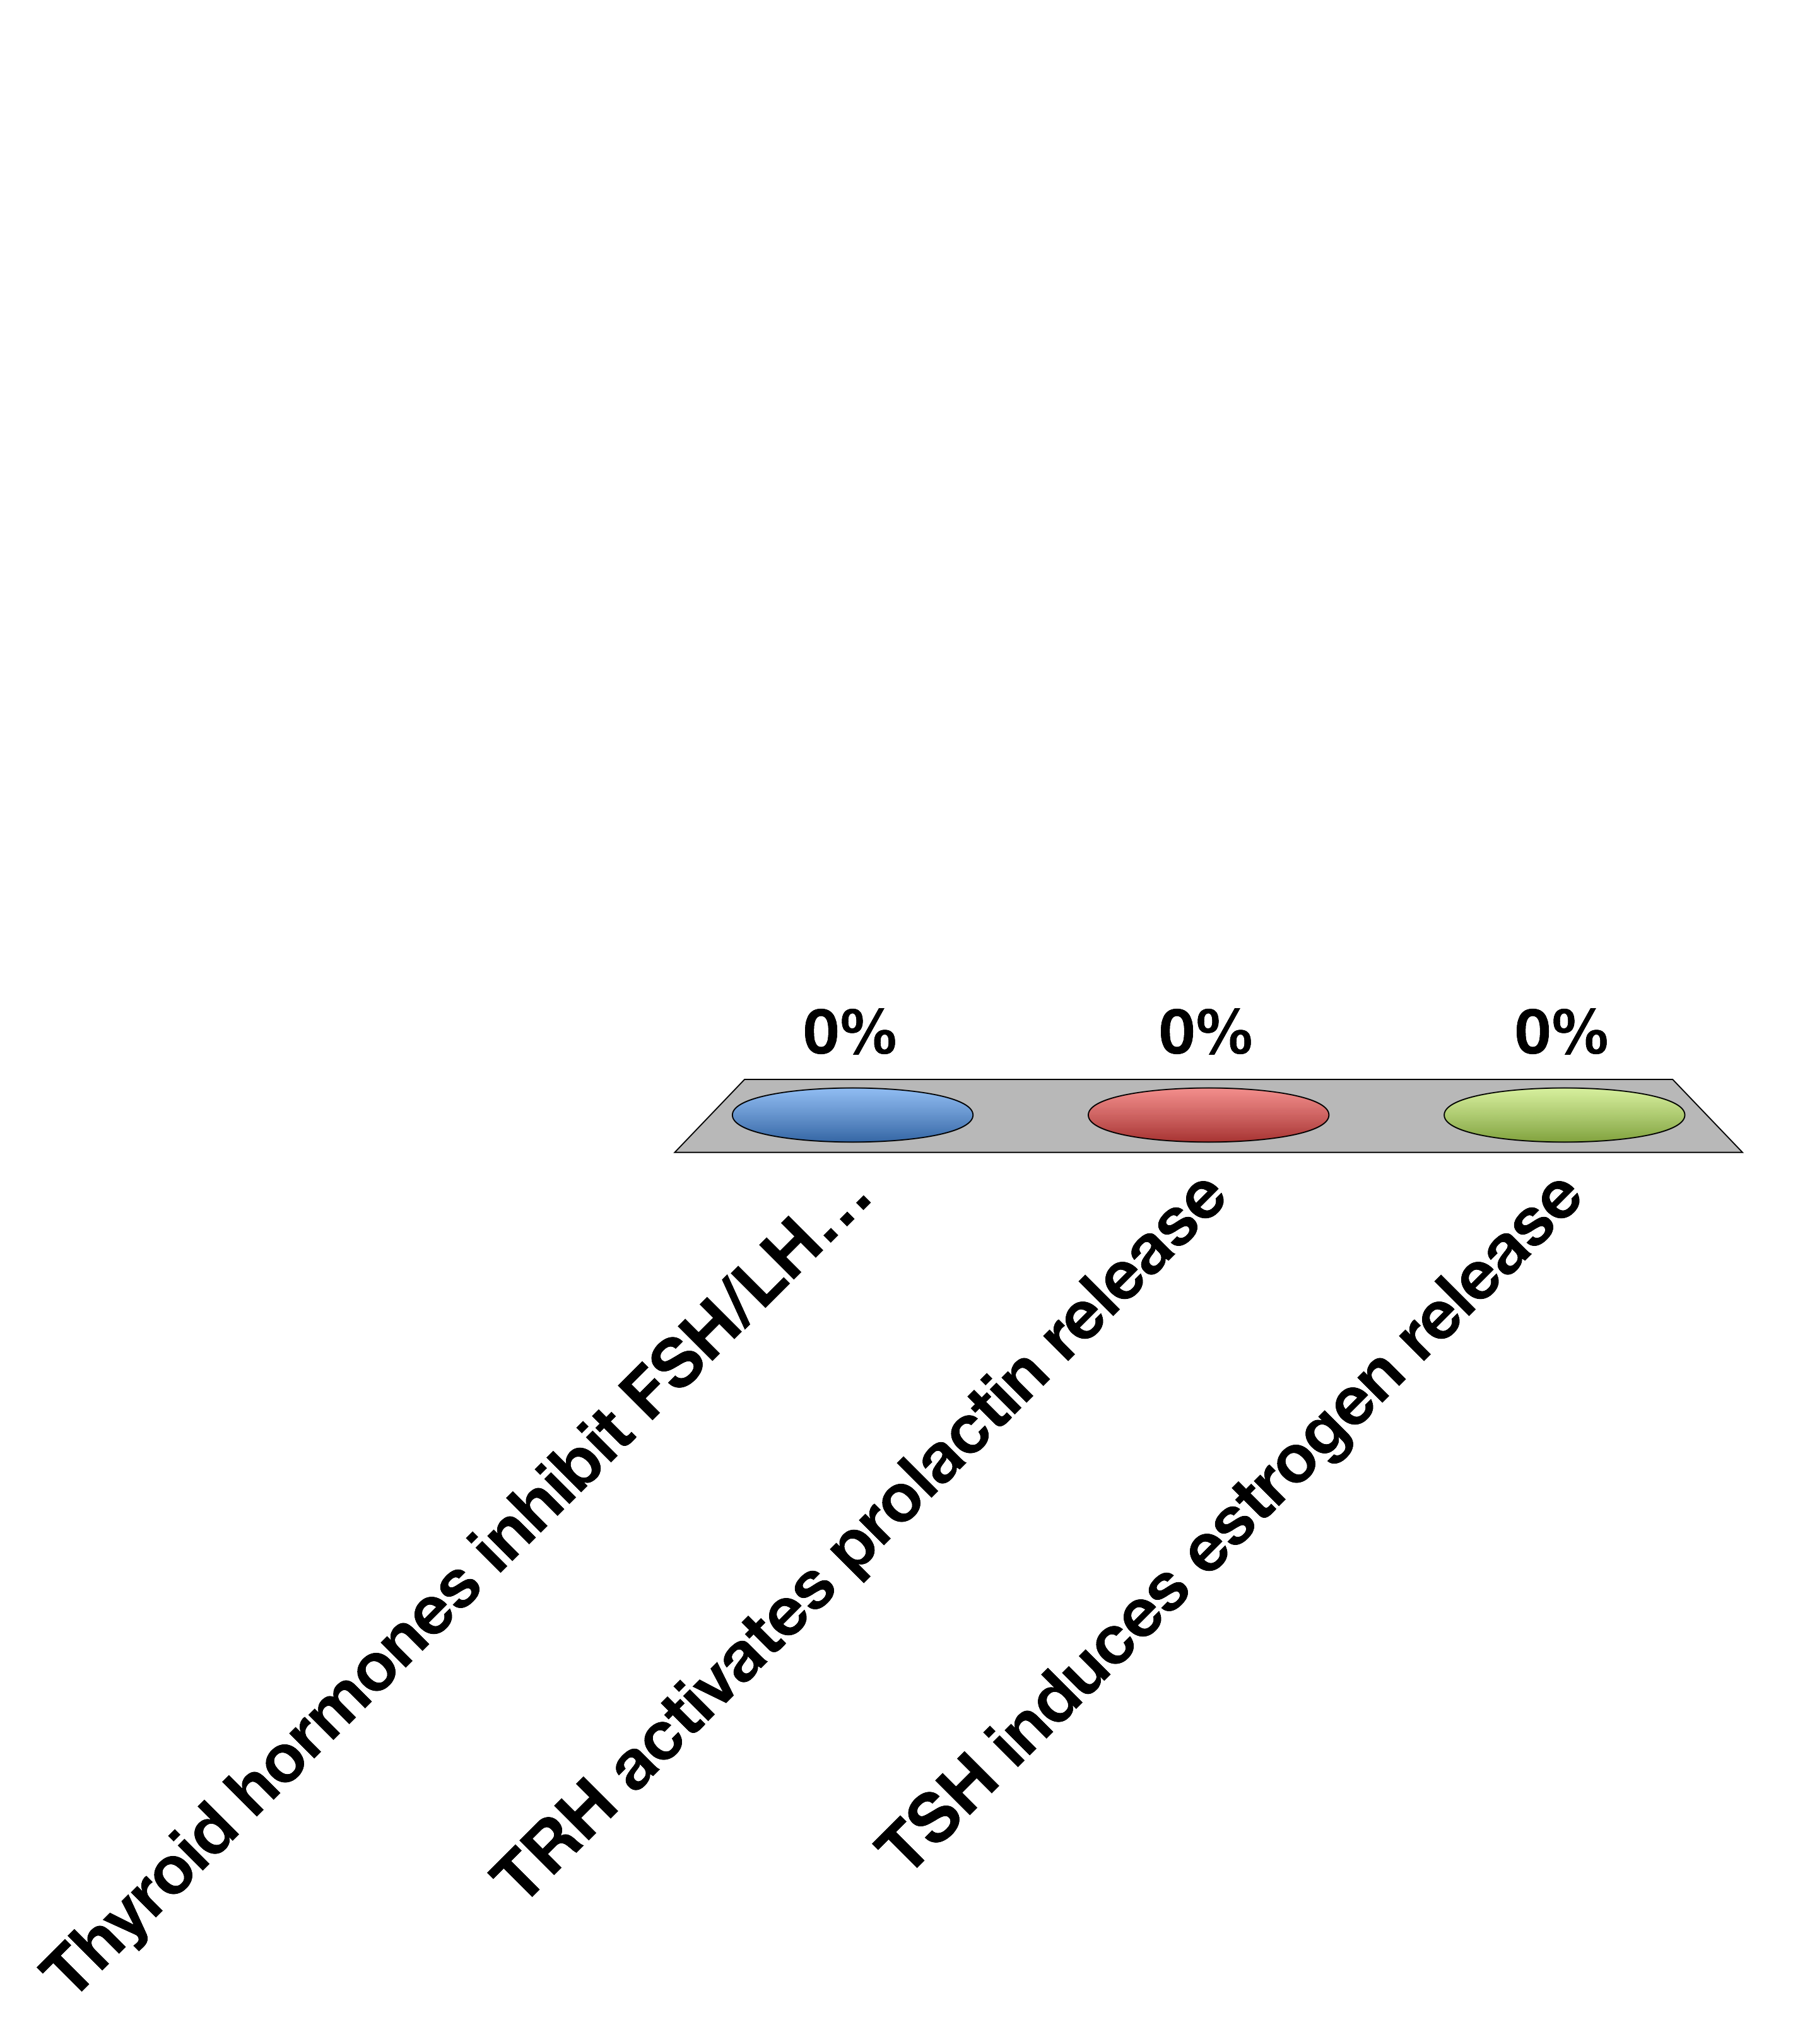 0%
0%
0%
Thyroid hormones inhibit FSH/LH…
TRH activates prolactin release
TSH induces estrogen release